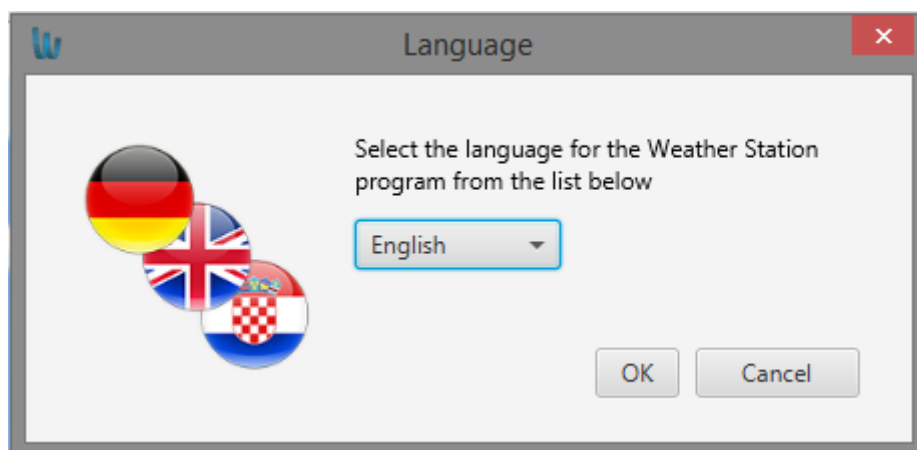 Language
Select the language for the Weather Station
program from the list below
English
OK Cancel